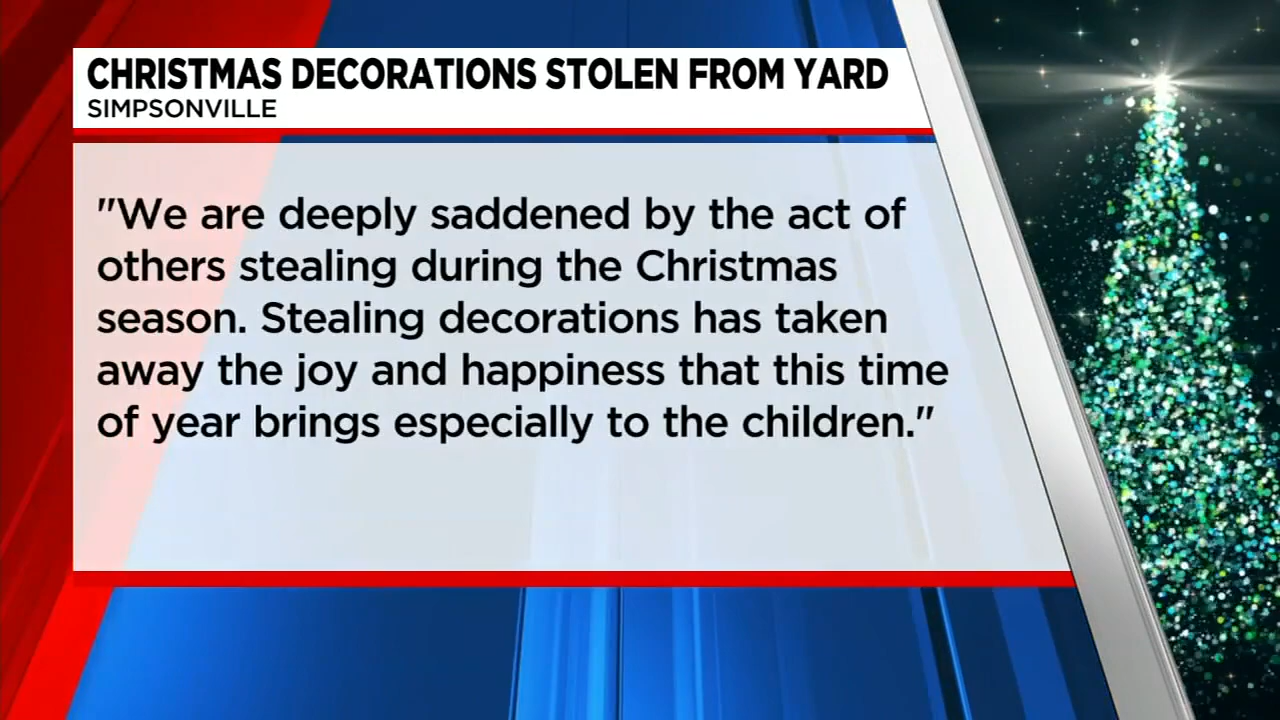 CHRISTMAS DECORATIONS STOLEN FROM YARD
SIMPSONVILLE
"We are deeply saddened by the act of
others stealing during the Christmas
season. Stealing decorations has taken
away the joy and happiness that this time
of year brings especially to the children."